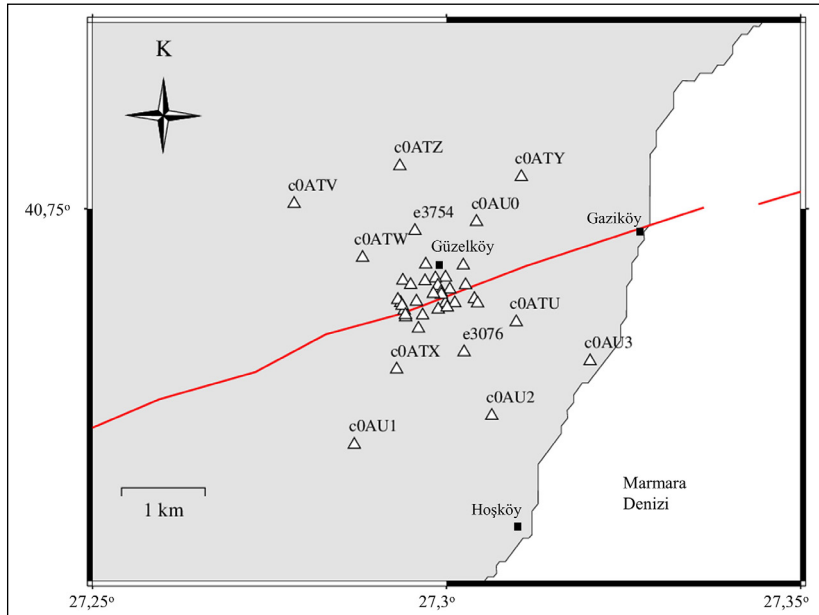 K
c0ATZ
c0ATY
c0ATV
40,75°
e3754
c0AU0
Gaziköy
c0ATW
Güzelköy
c0ATU
e3076
c0AU3
c0ATX
c0AU2
c0AU1
1 km
Marmara
Denizi
Hoşköy
27,25°
27,3°
27,35°